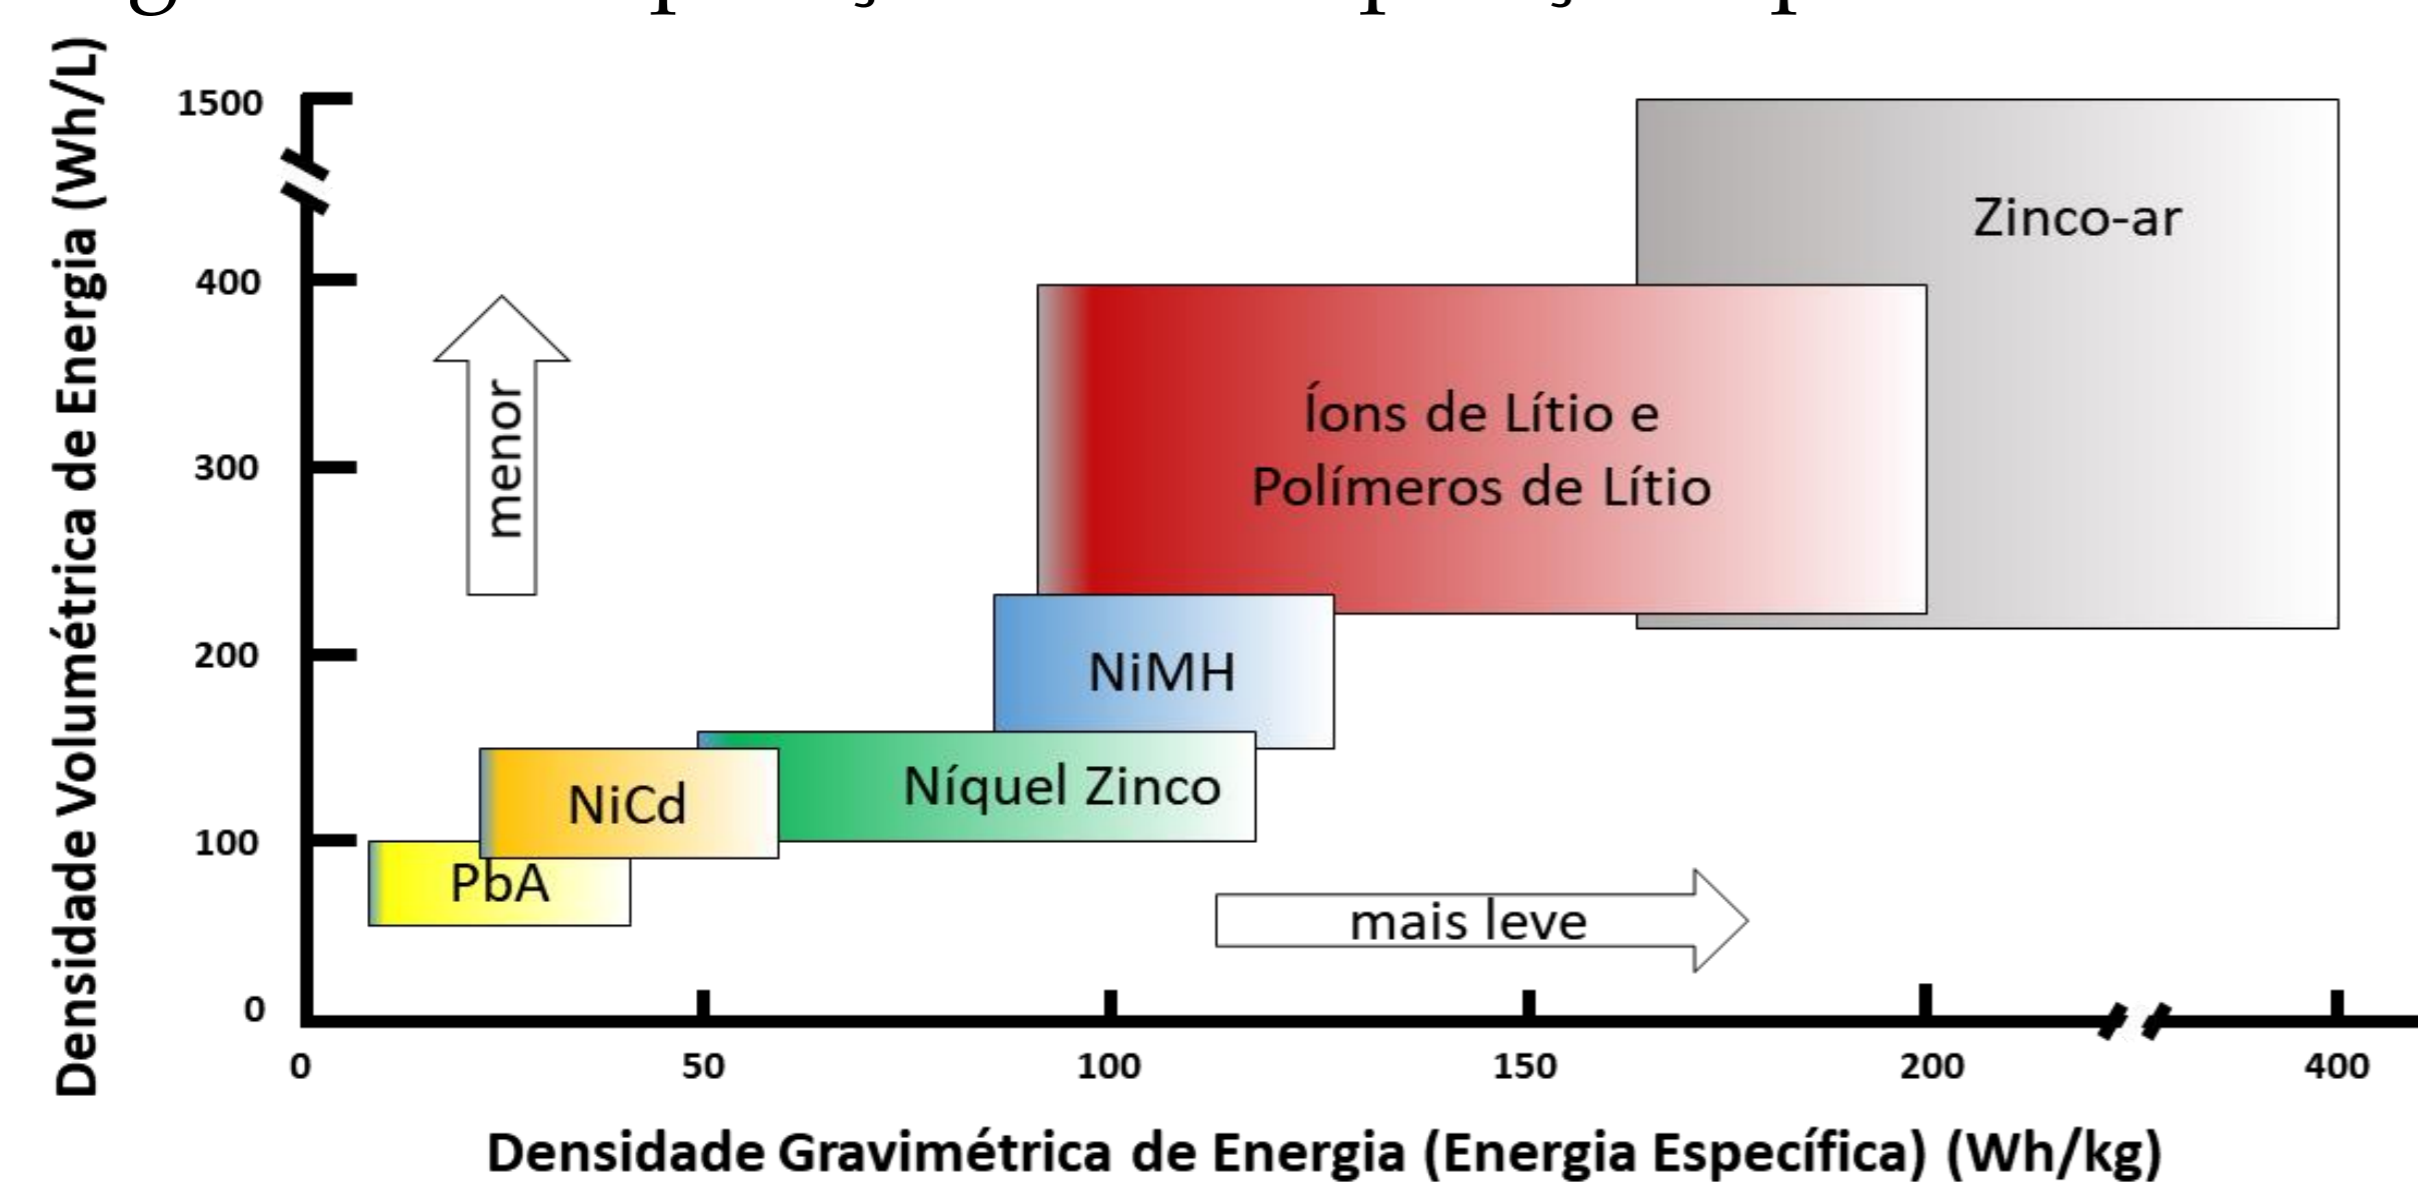 Densidade Volumétrica de Energia (Wh/L)
1500
400
300
200
100
0
menor
Zinco-ar
Íons de Lítio e
Polímeros de Lítio
NiMH
Níquel Zinco
NiCd
PbA
mais leve
0 50 100 150 200 400
Densidade Gravimétrica de Energia (Energia Específica) (Wh/kg)